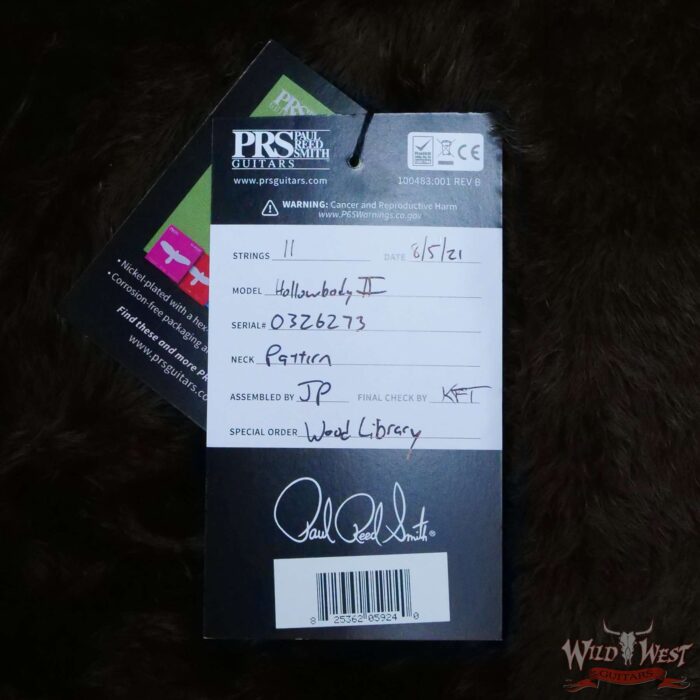 PRS
GUITARS
PRS PAUL REED SMITH
GUITARS
www.prsguitars.com
100483:001 REV B
WARNING: Cancer and Reproductive Harm
www.P65Warnings.ca.gov
STRINGS 11 DATE 8/5/21
MODEL Hollowbody II
SERIAL# 0326273
NECK Pattern
ASSEMBLED BY JP FINAL CHECK BY KFT
SPECIAL ORDER Wood Library
Paul Reed Smith®
8 25362 05924 0
• Nickel-plated with a hex-
• Corrosion-free packaging
Find these and more PR
www.prsguitars.co
WILD WEST
GUITARS